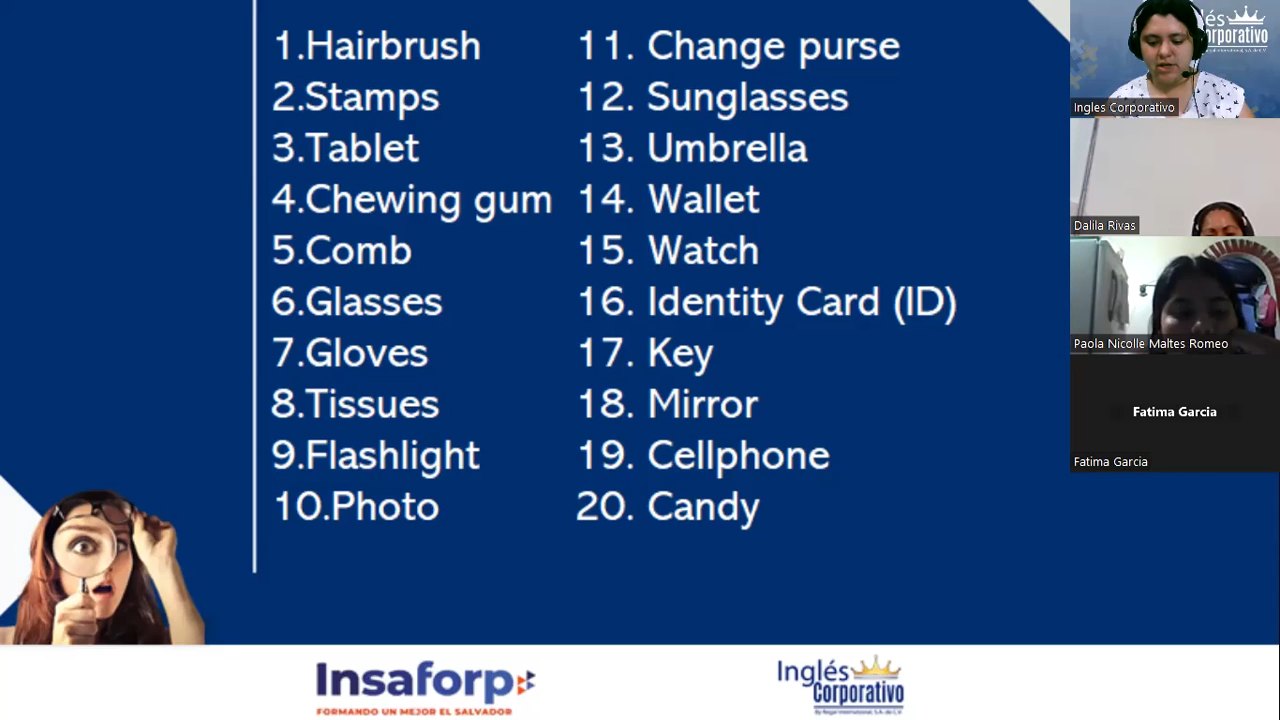 1.Hairbrush
2.Stamps
3.Tablet
4.Chewing gum
5.Comb
6.Glasses
7.Gloves
8.Tissues
9.Flashlight
10.Photo
11. Change purse
12. Sunglasses
13. Umbrella
14. Wallet
15. Watch
16. Identity Card (ID)
17. Key
18. Mirror
19. Cellphone
20. Candy
Insaforp
FORMANDO UN MEJOR EL SALVADOR
Inglés
Corporativo
Ingles Corporativo
Dalila Rivas
Paola Nicolle Maltes Romeo
Fatima Garcia
Fatima Garcia